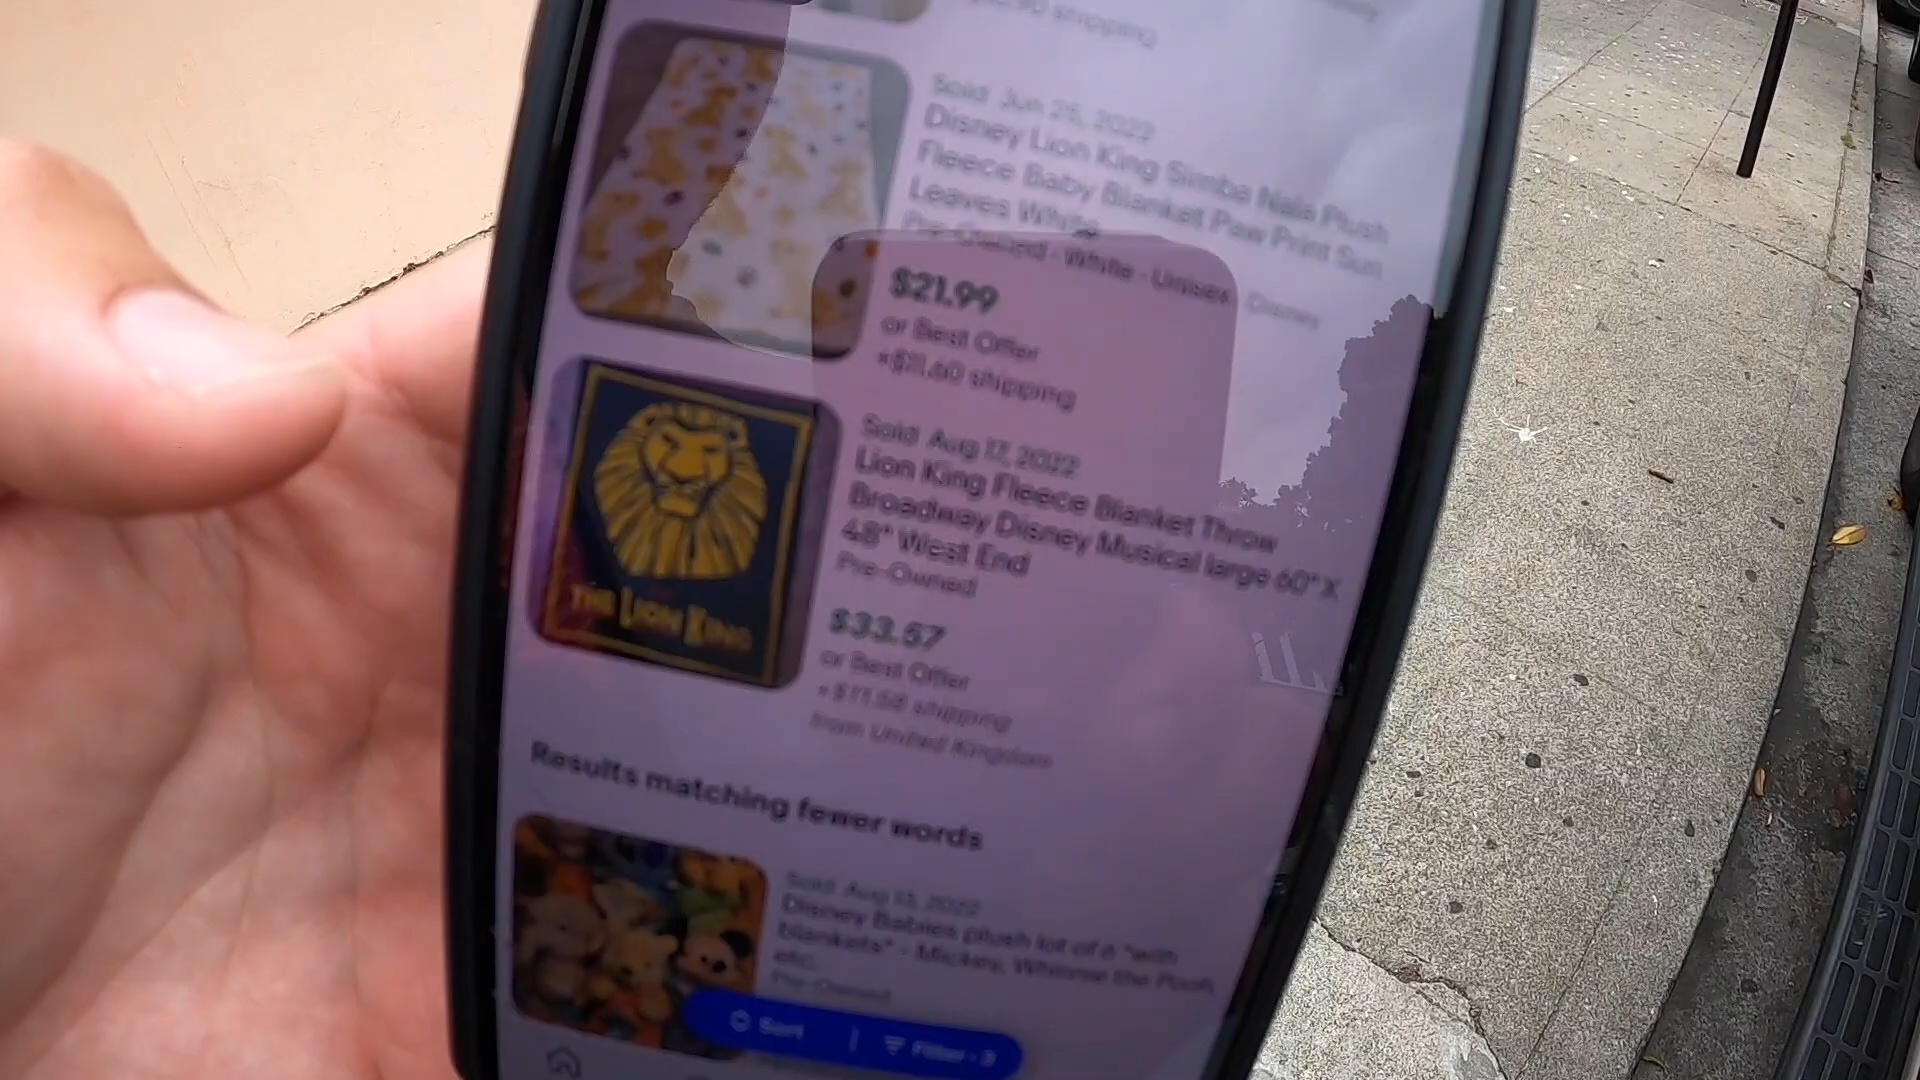 shipping
Sold Jun 25, 2022
Disney Lion King Simba Nala Plush
Fleece Baby Blanket Paw Print Sun
Leaves White
Pre-Owned · White · Unisex · Disney
$21.99
or Best Offer
+$11.60 shipping
THE LION KING
Sold Aug 17, 2022
Lion King Fleece Blanket Throw
Broadway Disney Musical large 60" X
48" West End
Pre-Owned
$33.57
or Best Offer
shipping
from United Kingdom
Results matching fewer words
Sold Aug 13, 2022
Disney Babies plush lot of 6 "with
blankets" - Mickey, Winnie the Pooh,
etc.
Pre-Owned
Sort
Filter · 3